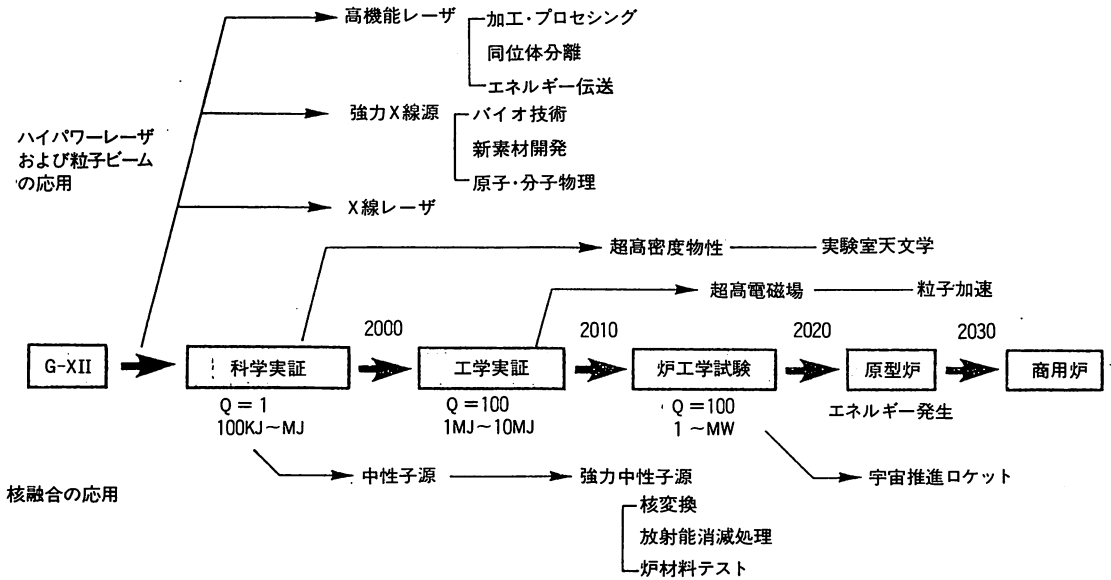 高機能レーザ
加工・プロセシング
同位体分離
エネルギー伝送
ハイパワーレーザ
および粒子ビーム
の応用
強力X線源
バイオ技術
新素材開発
原子・分子物理
X線レーザ
超高密度物性
実験室天文学
超高電磁場
粒子加速
2000
2010
2020
2030
G-XII
科学実証
工学実証
炉工学試験
原型炉
商用炉
Q=1
100KJ~MJ
Q=100
1MJ~10MJ
Q=100
1~MW
エネルギー発生
核融合の応用
中性子源
強力中性子源
宇宙推進ロケット
核変換
放射能消滅処理
炉材料テスト